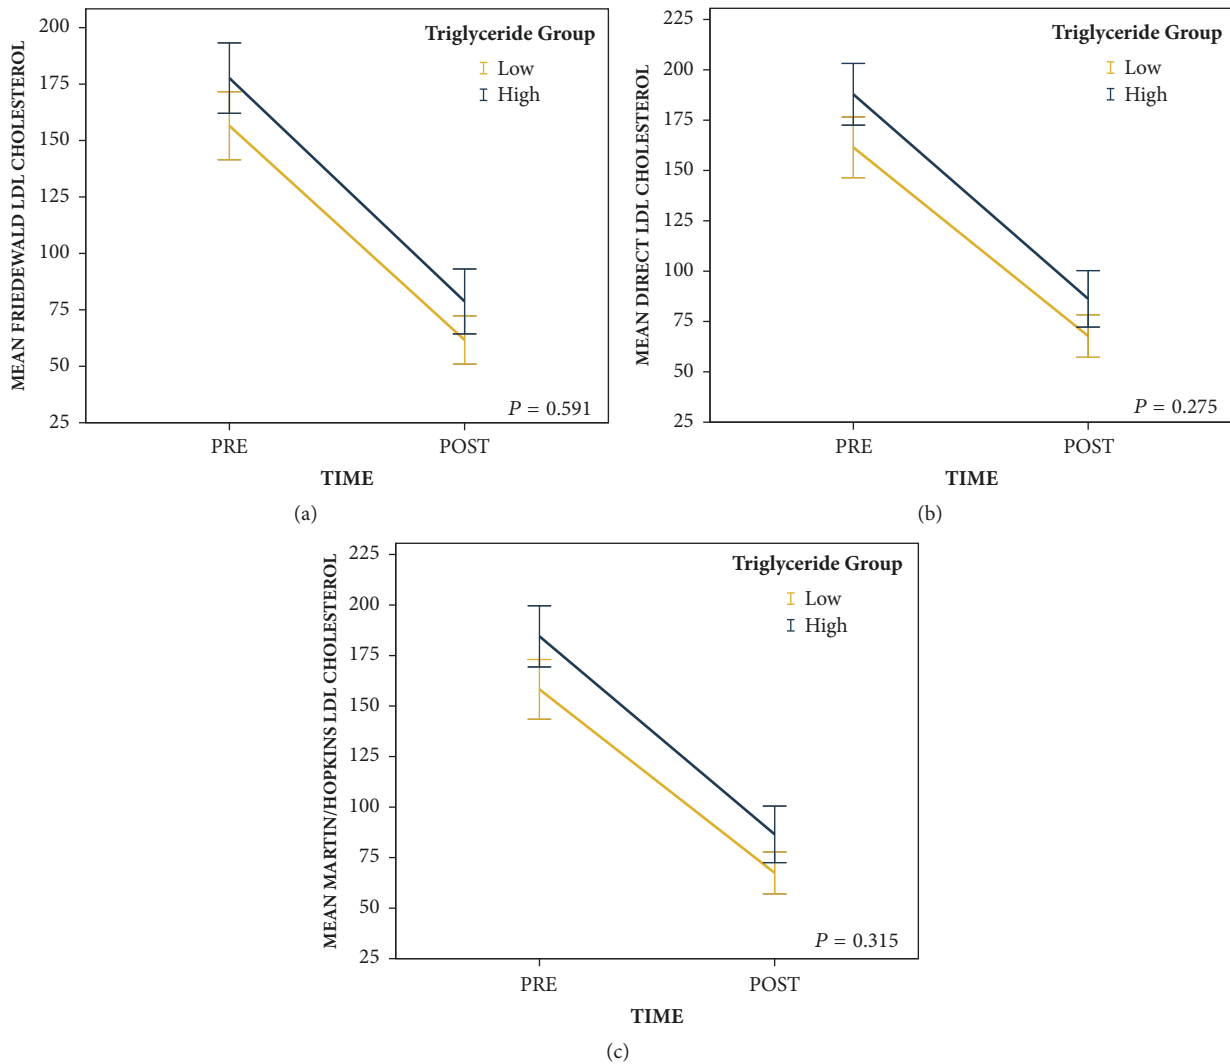 MEAN FRIEDEWALD LDL CHOLESTEROL
200
175
150
125
100
75
50
25
Triglyceride Group
Low
High
P = 0.591
PRE
POST
TIME
(a)
MEAN DIRECT LDL CHOLESTEROL
225
200
175
150
125
100
75
50
25
Triglyceride Group
Low
High
P = 0.275
PRE
POST
TIME
(b)
MEAN MARTIN/HOPKINS LDL CHOLESTEROL
225
200
175
150
125
100
75
50
25
Triglyceride Group
Low
High
P = 0.315
PRE
POST
TIME
(c)